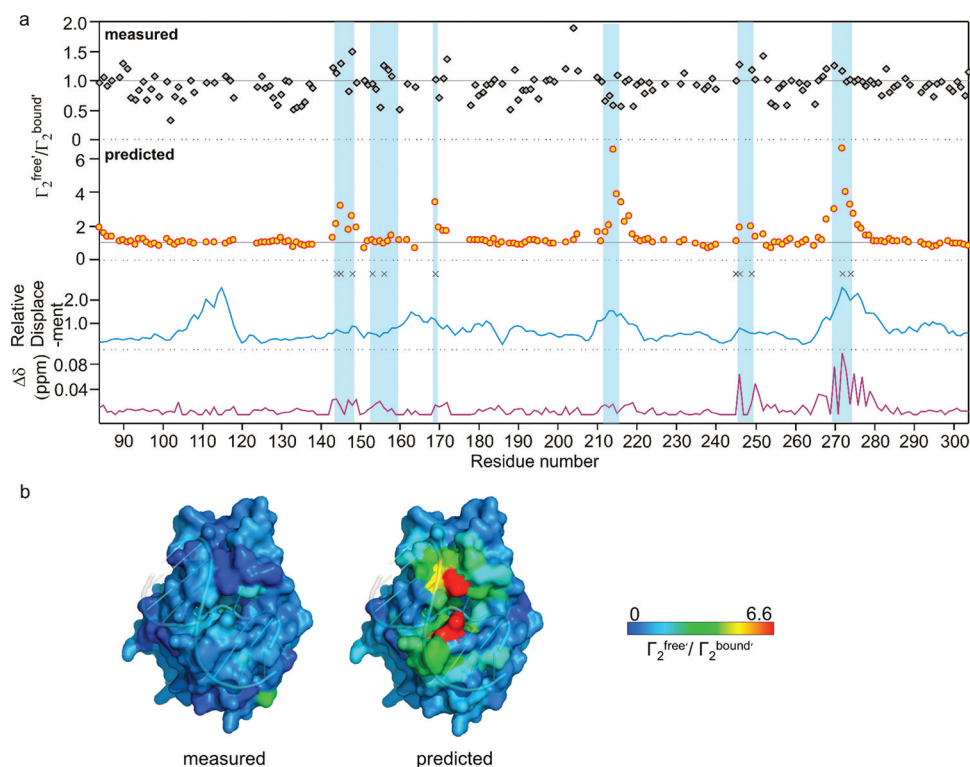 a
measured
2.0
1.5
1.0
0.5
0
Γ₂free'/Γ₂bound'
predicted
6
4
2
0
× × × × × × × × × × ×
Relative
Displace
-ment
2.0
1.0
Δδ
(ppm)
0.08
0.04
90 100 110 120 130 140 150 160 170 180 190 200 210 220 230 240 250 260 270 280 290 300
Residue number
b
measured
predicted
0 6.6
Γ₂free'/ Γ₂bound'